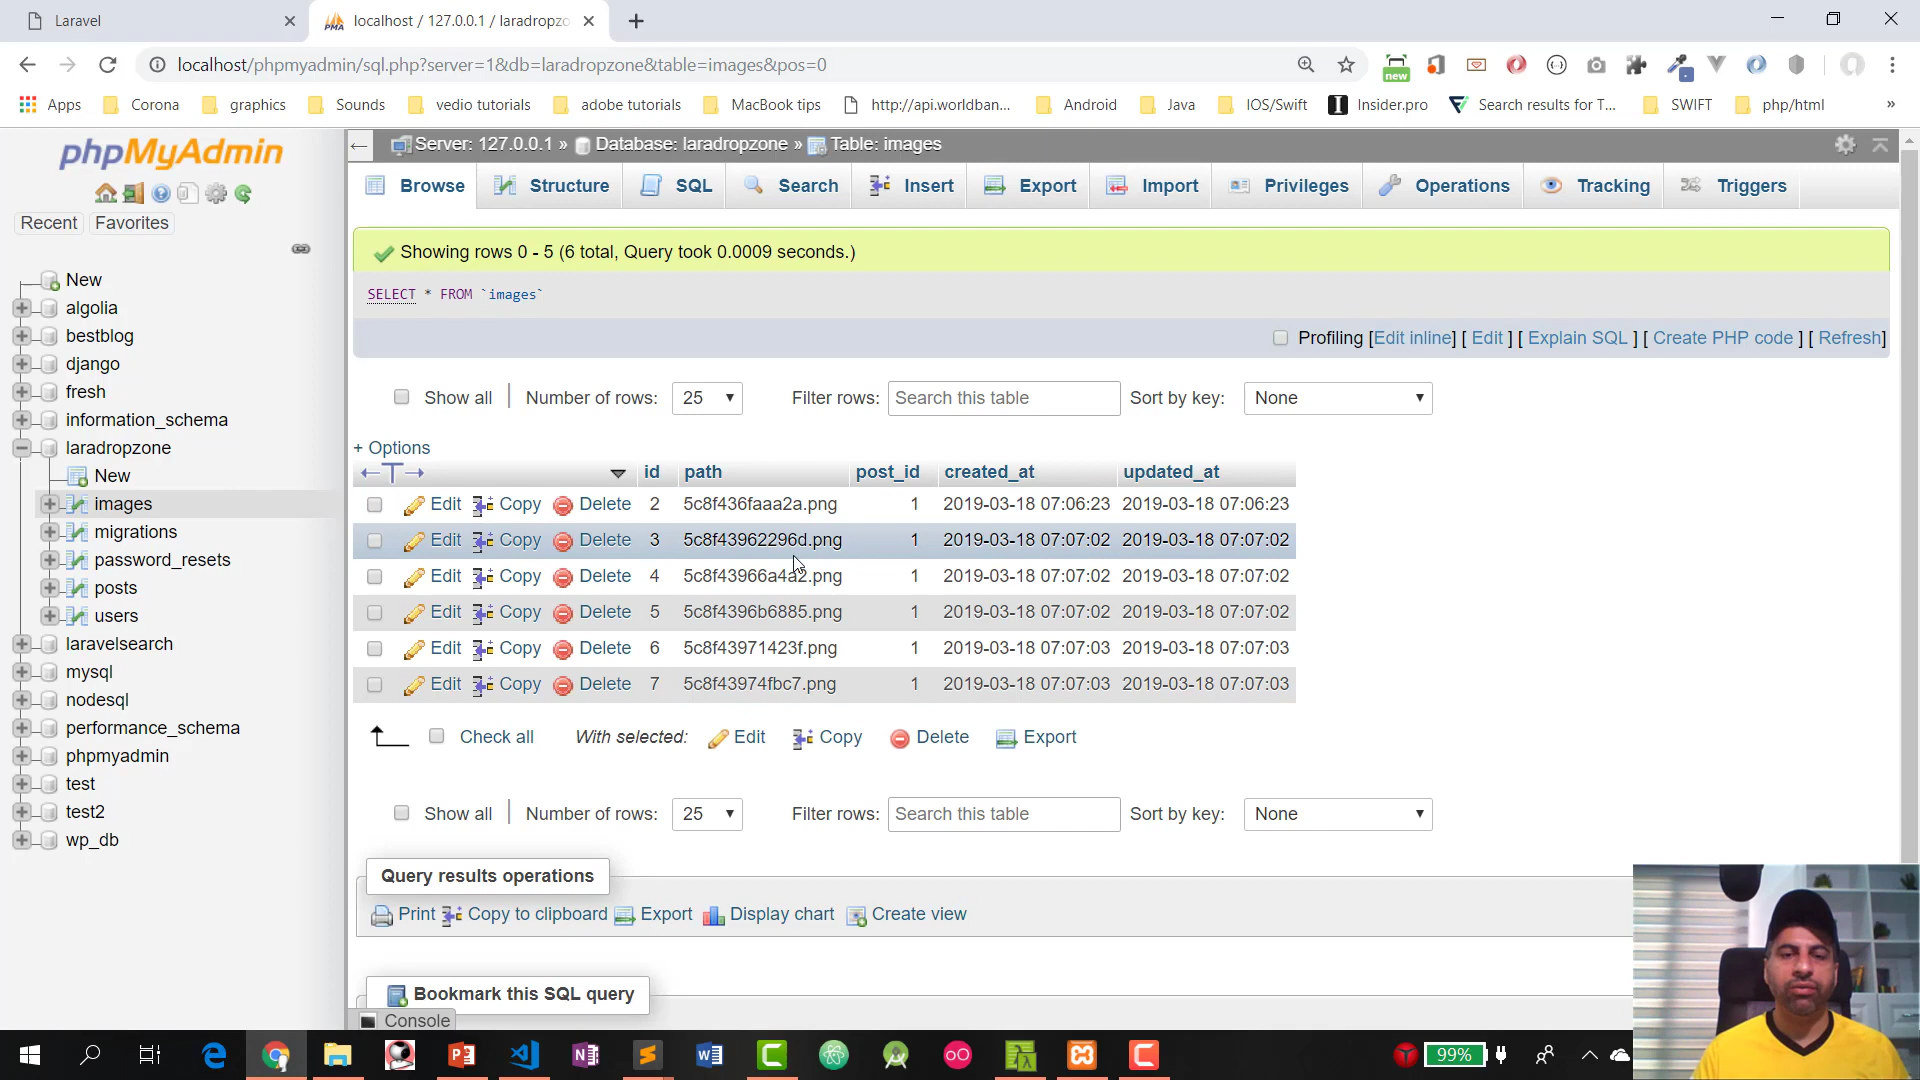 Laravel
localhost / 127.0.0.1 / laradropzo
localhost/phpmyadmin/sql.php?server=1&db=laradropzone&table=images&pos=0
new
Apps Corona graphics Sounds vedio tutorials adobe tutorials MacBook tips http://api.worldban... Android Java IOS/Swift Insider.pro Search results for T... SWIFT php/html »
phpMyAdmin
Recent Favorites
New
algolia
bestblog
django
fresh
information_schema
laradropzone
New
images
migrations
password_resets
posts
users
laravelsearch
mysql
nodesql
performance_schema
phpmyadmin
test
test2
wp_db
Server: 127.0.0.1 » Database: laradropzone » Table: images
Browse Structure SQL Search Insert Export Import Privileges Operations Tracking Triggers
Showing rows 0 - 5 (6 total, Query took 0.0009 seconds.)
SELECT * FROM `images`
Profiling [Edit inline] [ Edit ] [ Explain SQL ] [ Create PHP code ] [ Refresh]
Show all Number of rows: 25 Filter rows: Search this table Sort by key: None
+ Options
id path post_id created_at updated_at
Edit Copy Delete 2 5c8f436faaa2a.png 1 2019-03-18 07:06:23 2019-03-18 07:06:23
Edit Copy Delete 3 5c8f43962296d.png 1 2019-03-18 07:07:02 2019-03-18 07:07:02
Edit Copy Delete 4 5c8f43966a4a2.png 1 2019-03-18 07:07:02 2019-03-18 07:07:02
Edit Copy Delete 5 5c8f4396b6885.png 1 2019-03-18 07:07:02 2019-03-18 07:07:02
Edit Copy Delete 6 5c8f43971423f.png 1 2019-03-18 07:07:03 2019-03-18 07:07:03
Edit Copy Delete 7 5c8f43974fbc7.png 1 2019-03-18 07:07:03 2019-03-18 07:07:03
Check all With selected: Edit Copy Delete Export
Show all Number of rows: 25 Filter rows: Search this table Sort by key: None
Query results operations
Print Copy to clipboard Export Display chart Create view
Bookmark this SQL query
Console
99%